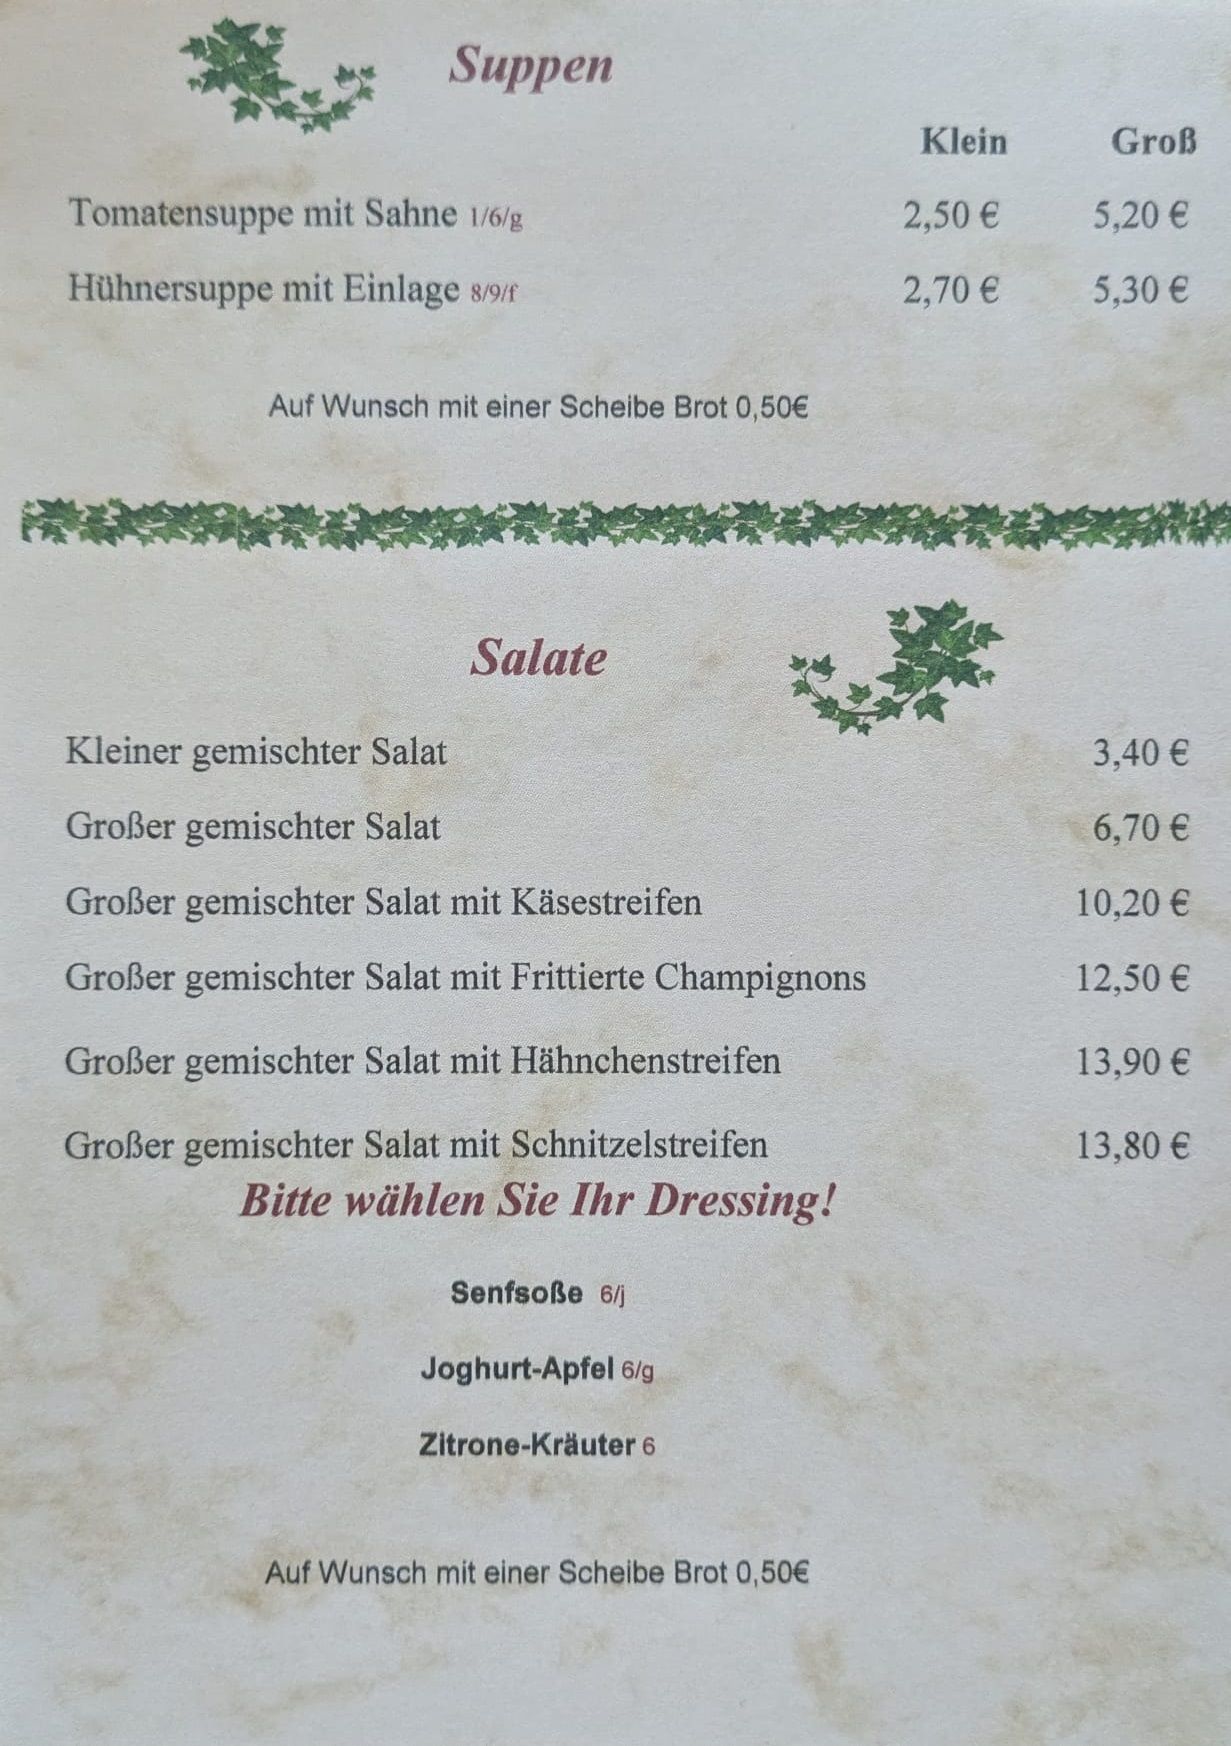 Suppen
Klein Groß
Tomatensuppe mit Sahne 1/6/g 2,50 € 5,20 €
Hühnersuppe mit Einlage 8/9/f 2,70 € 5,30 €
Auf Wunsch mit einer Scheibe Brot 0,50€
Salate
Kleiner gemischter Salat 3,40 €
Großer gemischter Salat 6,70 €
Großer gemischter Salat mit Käsestreifen 10,20 €
Großer gemischter Salat mit Frittierte Champignons 12,50 €
Großer gemischter Salat mit Hähnchenstreifen 13,90 €
Großer gemischter Salat mit Schnitzelstreifen 13,80 €
Bitte wählen Sie Ihr Dressing!
Senfsoße 6/j
Joghurt-Apfel 6/g
Zitrone-Kräuter 6
Auf Wunsch mit einer Scheibe Brot 0,50€